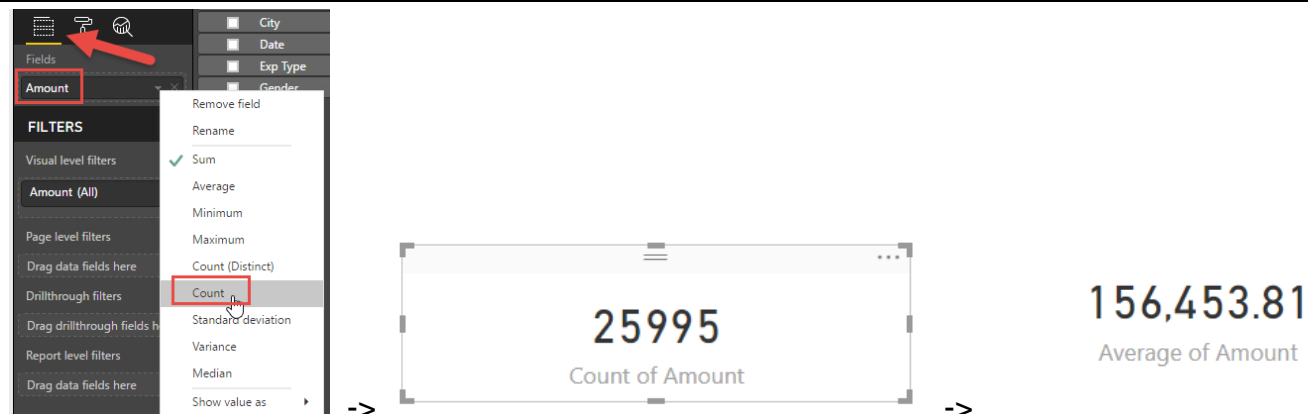 City
Date
Exp Type
Gender
Fields
Amount
FILTERS
Visual level filters
Amount (All)
Page level filters
Drag data fields here
Drillthrough filters
Drag drillthrough fields h
Report level filters
Drag data fields here
Remove field
Rename
Sum
Average
Minimum
Maximum
Count (Distinct)
Count
Standard deviation
Variance
Median
Show value as
->
25995
Count of Amount
->
156,453.81
Average of Amount